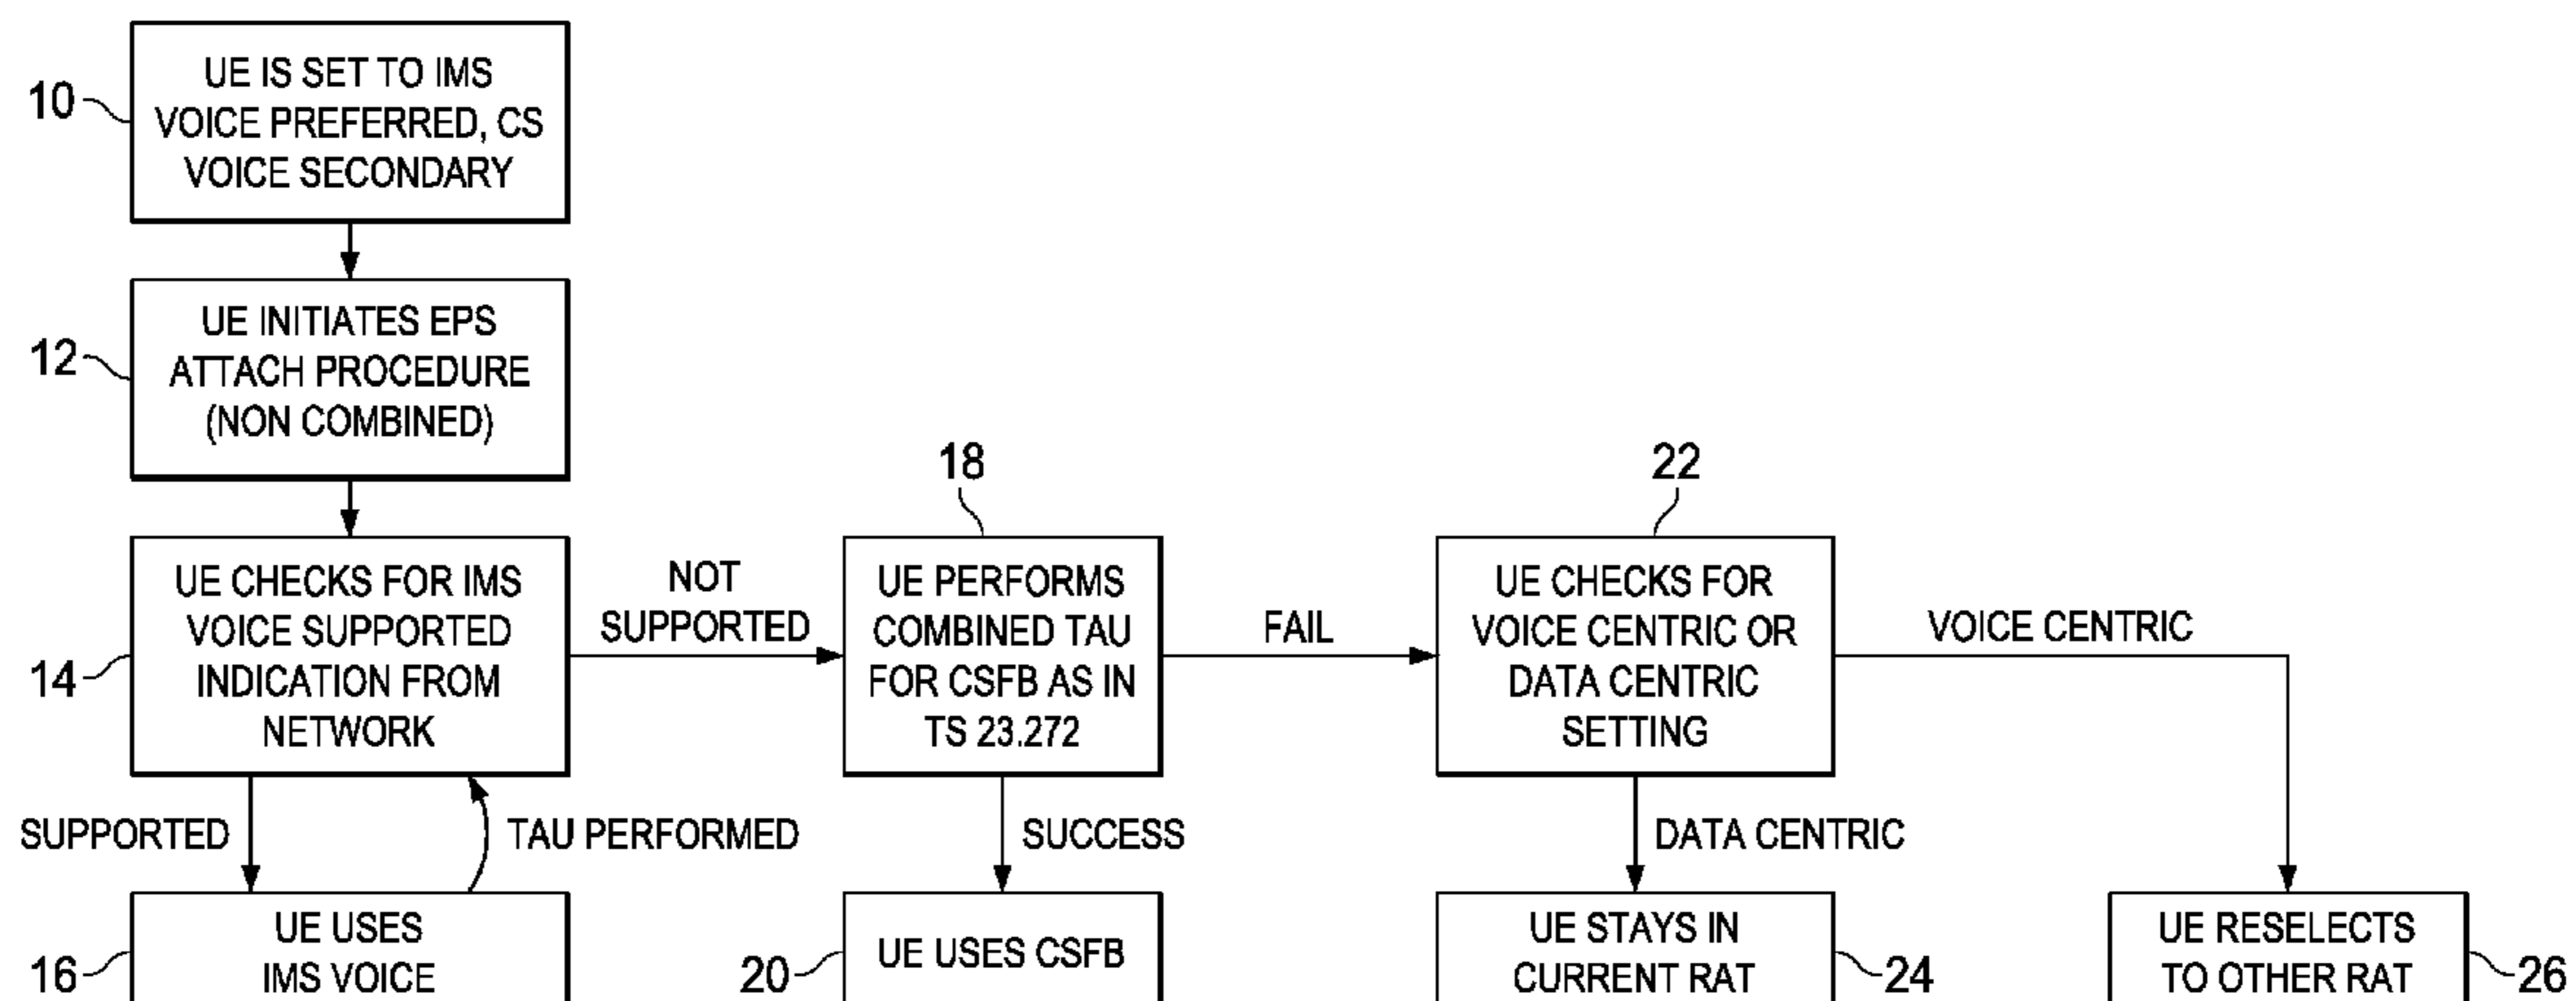 UE IS SET TO IMS
VOICE PREFERRED, CS
VOICE SECONDARY
10
UE INITIATES EPS
ATTACH PROCEDURE
(NON COMBINED)
12
UE CHECKS FOR IMS
VOICE SUPPORTED
INDICATION FROM
NETWORK
14
NOT
SUPPORTED
18
UE PERFORMS
COMBINED TAU
FOR CSFB AS IN
TS 23.272
FAIL
22
UE CHECKS FOR
VOICE CENTRIC OR
DATA CENTRIC
SETTING
VOICE CENTRIC
SUPPORTED
TAU PERFORMED
SUCCESS
DATA CENTRIC
UE USES
IMS VOICE
16
UE USES CSFB
20
UE STAYS IN
CURRENT RAT
24
UE RESELECTS
TO OTHER RAT
26